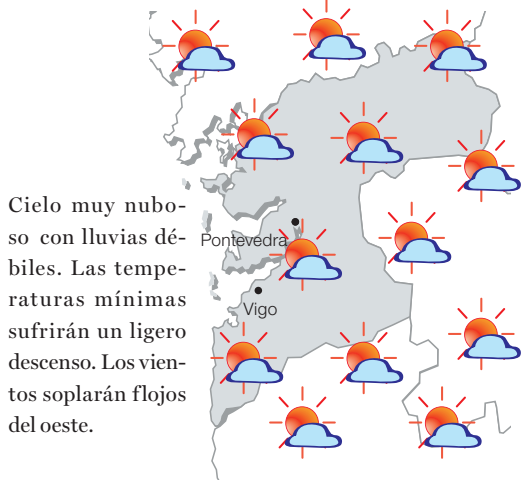 Cielo muy nubo-
so con lluvias dé-
biles. Las tempe-
raturas mínimas
sufrirán un ligero
descenso. Los vien-
tos soplarán flojos
del oeste.
Pontevedra
Vigo